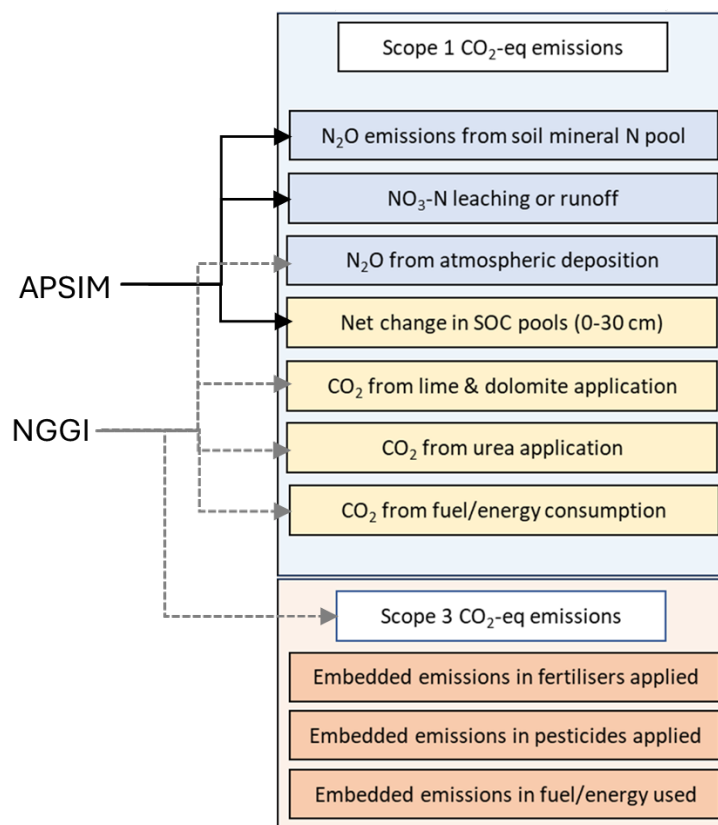 Scope 1 CO₂-eq emissions
N₂O emissions from soil mineral N pool
NO₃-N leaching or runoff
N₂O from atmospheric deposition
APSIM
Net change in SOC pools (0-30 cm)
CO₂ from lime & dolomite application
NGGI
CO₂ from urea application
CO₂ from fuel/energy consumption
Scope 3 CO₂-eq emissions
Embedded emissions in fertilisers applied
Embedded emissions in pesticides applied
Embedded emissions in fuel/energy used